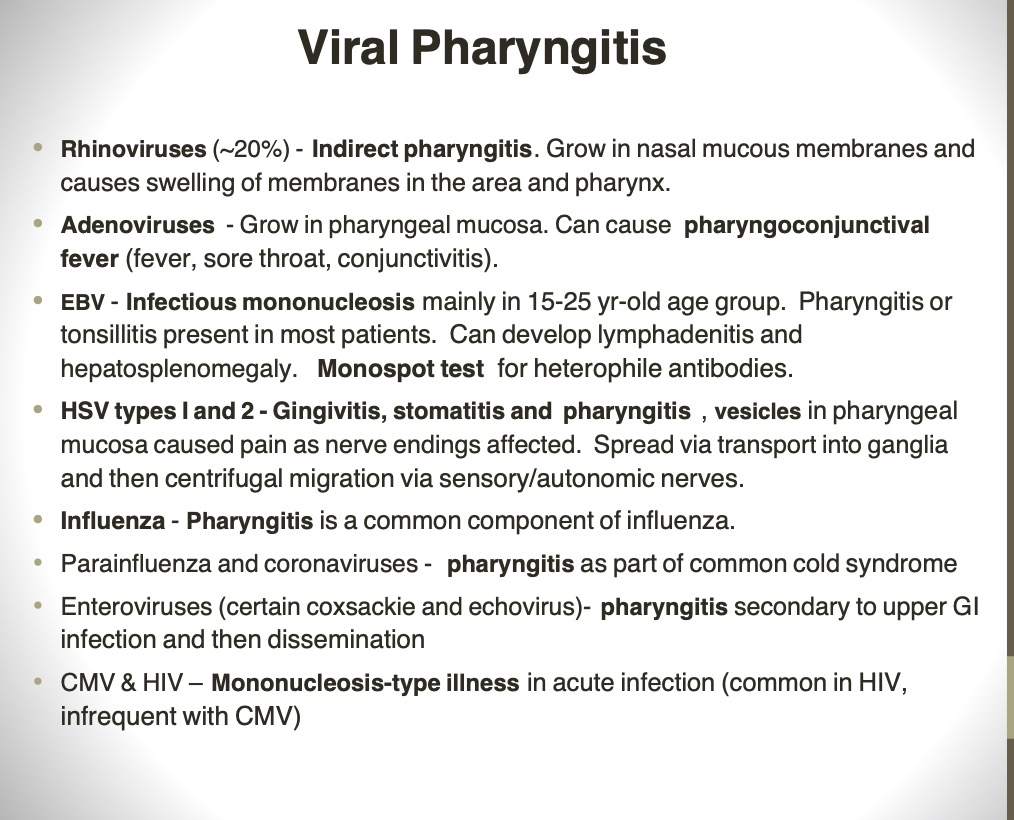 Viral Pharyngitis
• Rhinoviruses (~20%) - Indirect pharyngitis. Grow in nasal mucous membranes and
causes swelling of membranes in the area and pharynx.
• Adenoviruses - Grow in pharyngeal mucosa. Can cause pharyngoconjunctival
fever (fever, sore throat, conjunctivitis).
• EBV - Infectious mononucleosis mainly in 15-25 yr-old age group. Pharyngitis or
tonsillitis present in most patients. Can develop lymphadenitis and
hepatosplenomegaly. Monospot test for heterophile antibodies.
• HSV types I and 2 - Gingivitis, stomatitis and pharyngitis , vesicles in pharyngeal
mucosa caused pain as nerve endings affected. Spread via transport into ganglia
and then centrifugal migration via sensory/autonomic nerves.
• Influenza - Pharyngitis is a common component of influenza.
• Parainfluenza and coronaviruses - pharyngitis as part of common cold syndrome
• Enteroviruses (certain coxsackie and echovirus)- pharyngitis secondary to upper GI
infection and then dissemination
• CMV & HIV – Mononucleosis-type illness in acute infection (common in HIV,
infrequent with CMV)